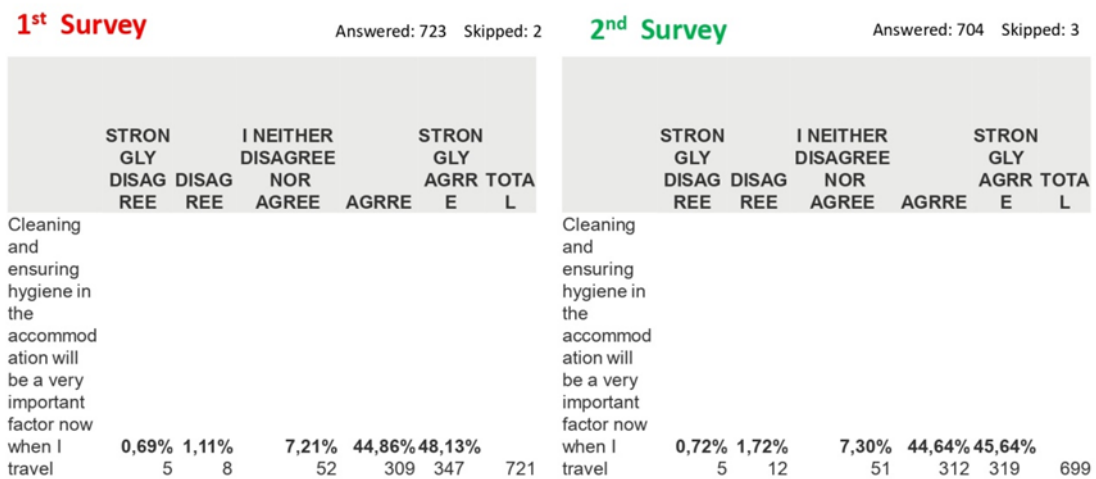 1st Survey
Answered: 723 Skipped: 2
STRON
GLY
DISAG
REE
DISAG
REE
I NEITHER
DISAGREE
NOR
AGREE
AGRRE
STRON
GLY
AGRR
E
TOTA
L
Cleaning
and
ensuring
hygiene in
the
accommod
ation will
be a very
important
factor now
when I
travel
0,69% 1,11% 7,21% 44,86% 48,13%
5 8 52 309 347 721
2nd Survey
Answered: 704 Skipped: 3
STRON
GLY
DISAG
REE
DISAG
REE
I NEITHER
DISAGREE
NOR
AGREE
AGRRE
STRON
GLY
AGRR
E
TOTA
L
Cleaning
and
ensuring
hygiene in
the
accommod
ation will
be a very
important
factor now
when I
travel
0,72% 1,72% 7,30% 44,64% 45,64%
5 12 51 312 319 699